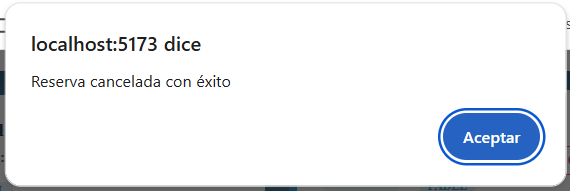 localhost:5173 dice
Reserva cancelada con éxito
Aceptar